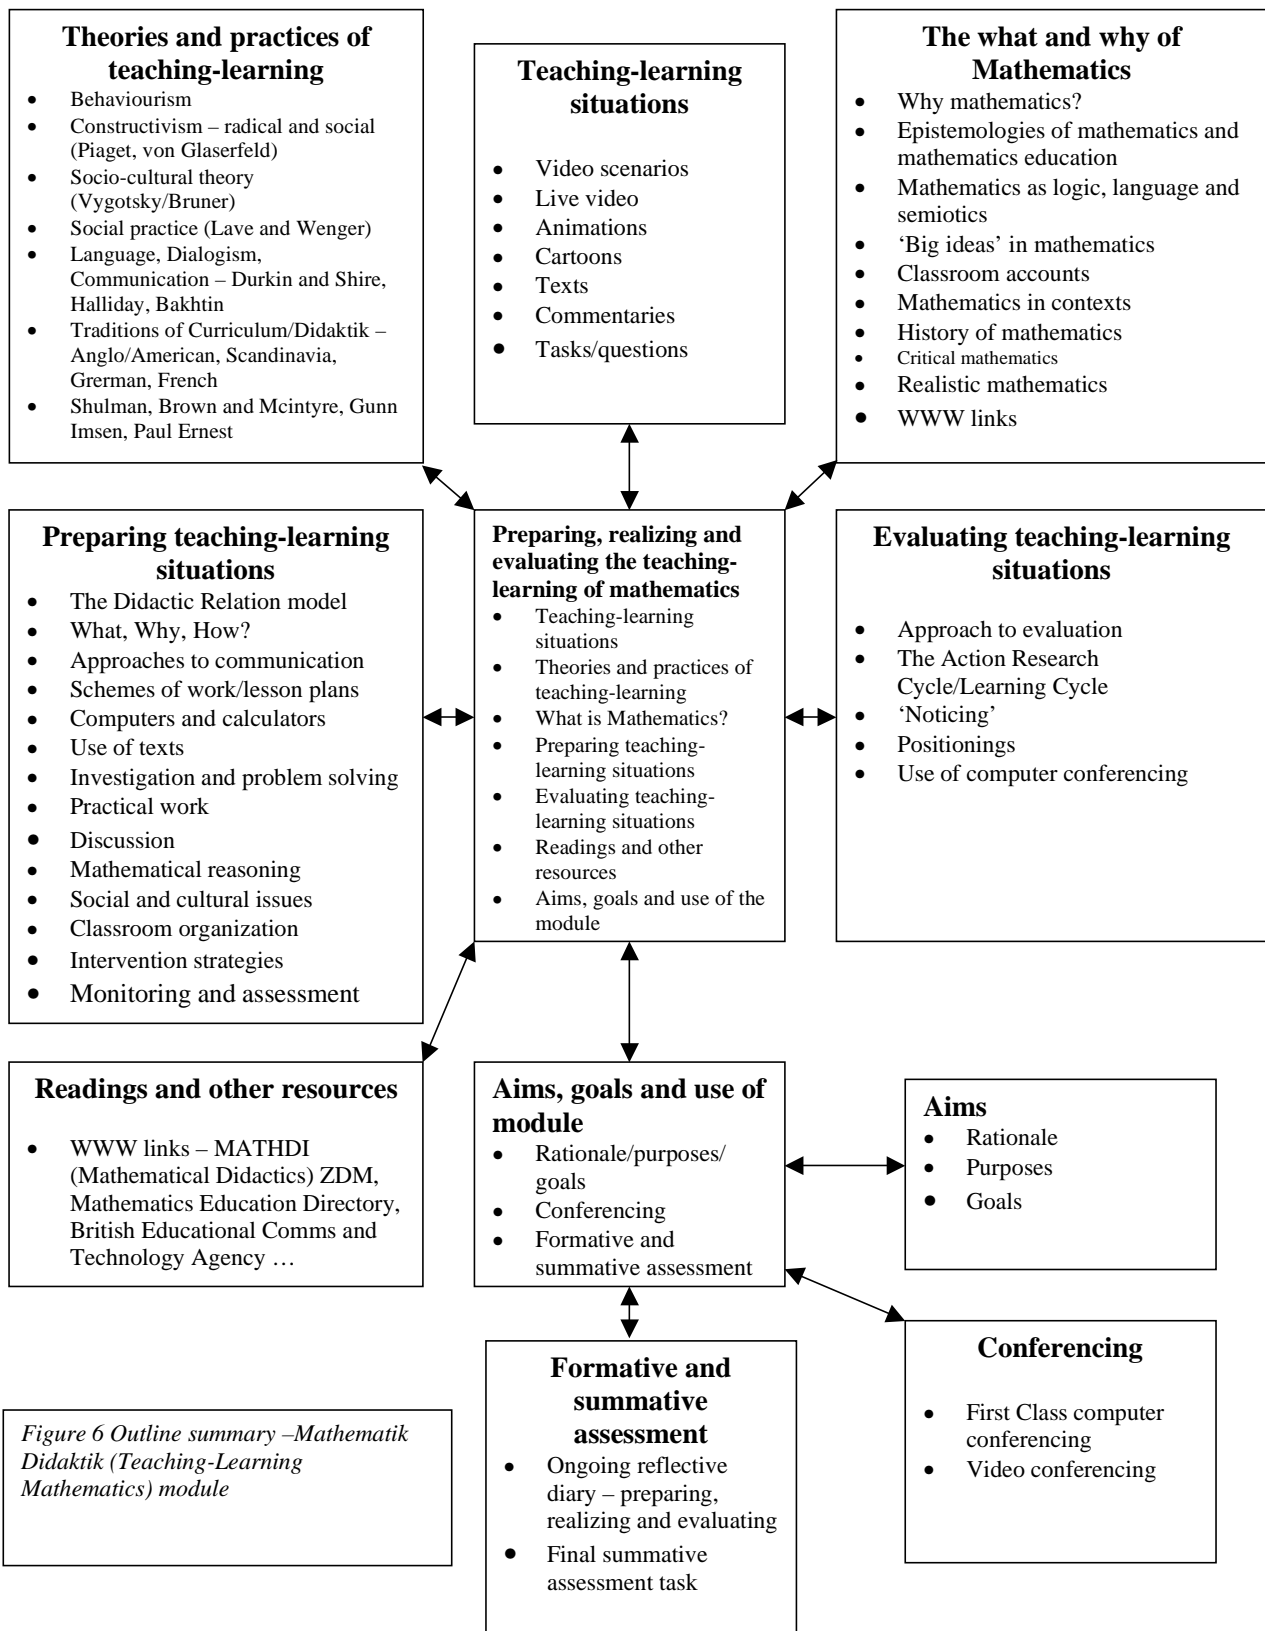 Theories and practices of
teaching-learning
• Behaviourism
• Constructivism – radical and social
(Piaget, von Glaserfeld)
• Socio-cultural theory
(Vygotsky/Bruner)
• Social practice (Lave and Wenger)
• Language, Dialogism,
Communication – Durkin and Shire,
Halliday, Bakhtin
• Traditions of Curriculum/Didaktik –
Anglo/American, Scandinavia,
Grerman, French
• Shulman, Brown and Mcintyre, Gunn
Imsen, Paul Ernest
Teaching-learning
situations
• Video scenarios
• Live video
• Animations
• Cartoons
• Texts
• Commentaries
• Tasks/questions
The what and why of
Mathematics
• Why mathematics?
• Epistemologies of mathematics and
mathematics education
• Mathematics as logic, language and
semiotics
• ‘Big ideas’ in mathematics
• Classroom accounts
• Mathematics in contexts
• History of mathematics
• Critical mathematics
• Realistic mathematics
• WWW links
Preparing teaching-learning
situations
• The Didactic Relation model
• What, Why, How?
• Approaches to communication
• Schemes of work/lesson plans
• Computers and calculators
• Use of texts
• Investigation and problem solving
• Practical work
• Discussion
• Mathematical reasoning
• Social and cultural issues
• Classroom organization
• Intervention strategies
• Monitoring and assessment
Preparing, realizing and
evaluating the teaching-
learning of mathematics
• Teaching-learning
situations
• Theories and practices of
teaching-learning
• What is Mathematics?
• Preparing teaching-
learning situations
• Evaluating teaching-
learning situations
• Readings and other
resources
• Aims, goals and use of the
module
Evaluating teaching-learning
situations
• Approach to evaluation
• The Action Research
Cycle/Learning Cycle
• ‘Noticing’
• Positionings
• Use of computer conferencing
Readings and other resources
• WWW links – MATHDI
(Mathematical Didactics) ZDM,
Mathematics Education Directory,
British Educational Comms and
Technology Agency …
Aims, goals and use of
module
• Rationale/purposes/
goals
• Conferencing
• Formative and
summative assessment
Aims
• Rationale
• Purposes
• Goals
Conferencing
• First Class computer
conferencing
• Video conferencing
Formative and
summative
assessment
• Ongoing reflective
diary – preparing,
realizing and evaluating
• Final summative
assessment task
Figure 6 Outline summary –Mathematik
Didaktik (Teaching-Learning
Mathematics) module